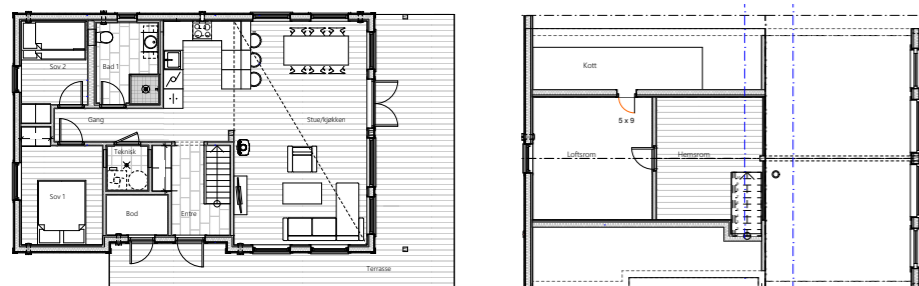 Sov 2
Bad 1
Gang
Stue/kjøkken
Teknisk
Sov 1
Bod
Entre
Terrasse
Kott
5 x 9
Loftsrom
Hemsrom